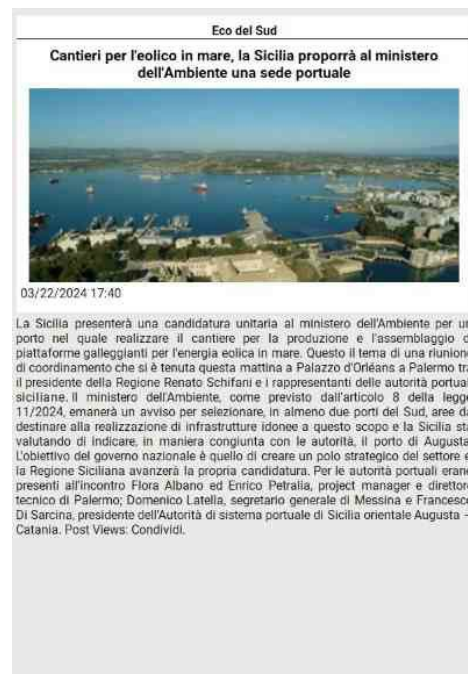 Eco del Sud
Cantieri per l'eolico in mare, la Sicilia proporrà al ministero
dell'Ambiente una sede portuale
03/22/2024 17:40
La Sicilia presenterà una candidatura unitaria al ministero dell'Ambiente per un
porto nel quale realizzare il cantiere per la produzione e l'assemblaggio d
piattaforme galleggianti per l'energia eolica in mare. Questo il tema di una riunione
di coordinamento che si è tenuta questa mattina a Palazzo d'Orléans a Palermo tra
il presidente della Regione Renato Schifani e i rappresentanti delle autorità portual
siciliane. Il ministero dell'Ambiente, come previsto dall'articolo 8 della legge
11/2024, emanerà un avviso per selezionare, in almeno due porti del Sud, aree da
destinare alla realizzazione di infrastrutture idonee a questo scopo e la Sicilia sta
valutando di indicare, in maniera congiunta con le autorità, il porto di Augusta.
L'obiettivo del governo nazionale è quello di creare un polo strategico del settore e
la Regione Siciliana avanzerà la propria candidatura. Per le autorità portuali erano
presenti all'incontro Flora Albano ed Enrico Petralia, project manager e direttore
tecnico di Palermo; Domenico Latella, segretario generale di Messina e Francesco
Di Sarcina, presidente dell'Autorità di sistema portuale di Sicilia orientale Augusta –
Catania. Post Views: Condividi.